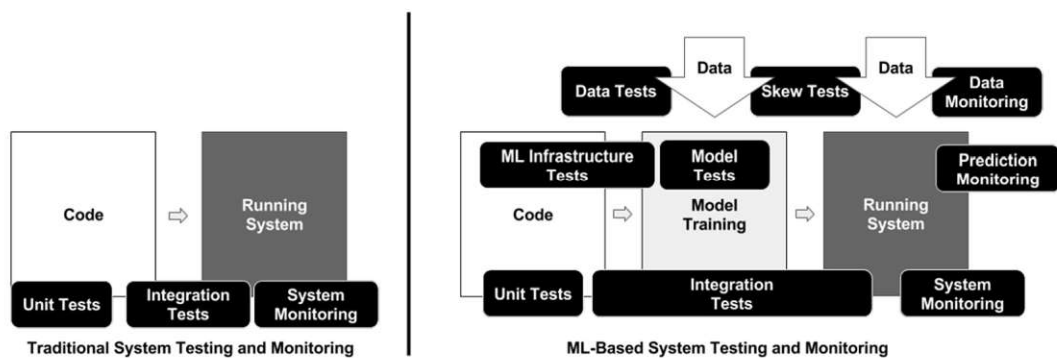 Code
Running
System
Unit Tests
Integration
Tests
System
Monitoring
Traditional System Testing and Monitoring
Data
Data
Data Tests
Skew Tests
Data
Monitoring
ML Infrastructure
Tests
Model
Tests
Prediction
Monitoring
Code
Model
Training
Running
System
Unit Tests
Integration
Tests
System
Monitoring
ML-Based System Testing and Monitoring